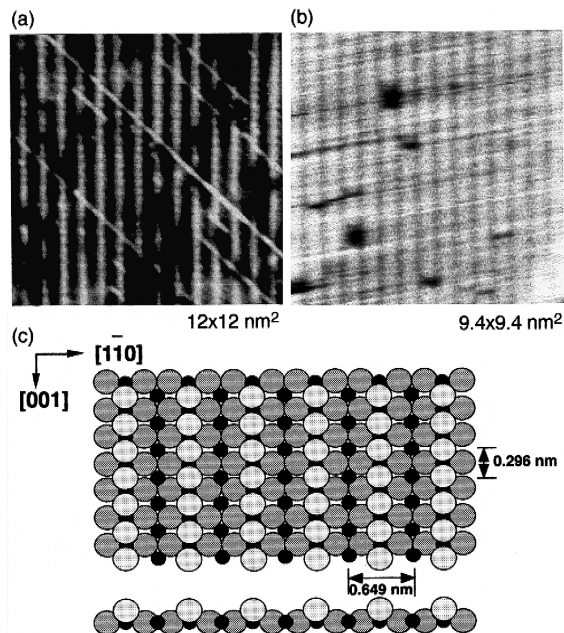 (a)
(b)
12x12 nm²
9.4x9.4 nm²
(c)
[1̅10]
[001]
0.296 nm
0.649 nm